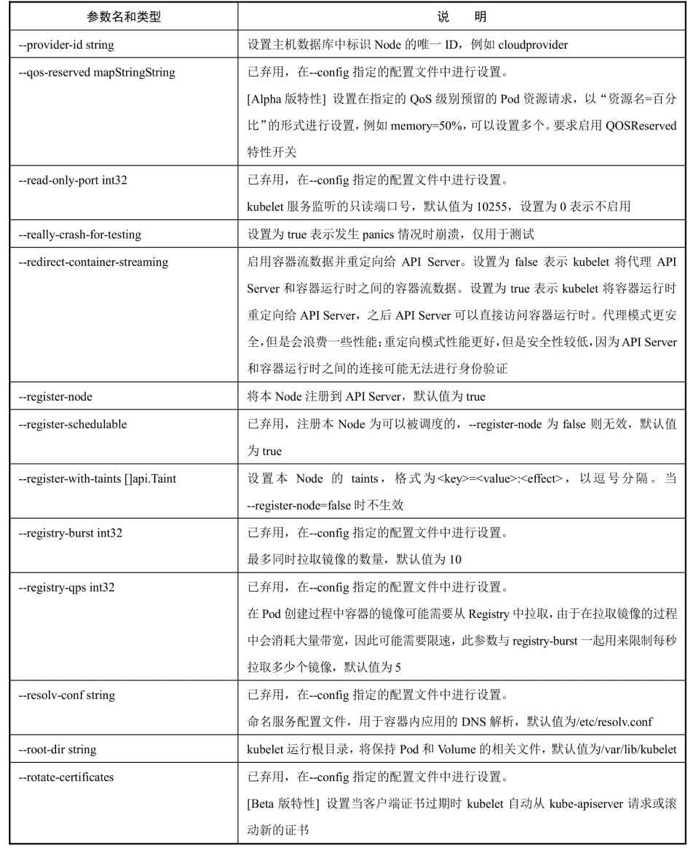 参数名和类型 说 明
--provider-id string 设置主机数据库中标识 Node 的唯一 ID，例如 cloudprovider
--qos-reserved mapStringString 已弃用，在--config 指定的配置文件中进行设置。
[Alpha 版特性] 设置在指定的 QoS 级别预留的 Pod 资源请求，以“资源名=百分
比”的形式进行设置，例如 memory=50%，可以设置多个。要求启用 QOSReserved
特性开关
--read-only-port int32 已弃用，在--config 指定的配置文件中进行设置。
kubelet 服务监听的只读端口号，默认值为 10255，设置为 0 表示不启用
--really-crash-for-testing 设置为 true 表示发生 panics 情况时崩溃，仅用于测试
--redirect-container-streaming 启用容器流数据并重定向给 API Server。设置为 false 表示 kubelet 将代理 API
Server 和容器运行时之间的容器流数据。设置为 true 表示 kubelet 将容器运行时
重定向给 API Server，之后 API Server 可以直接访问容器运行时。代理模式更安
全，但是会浪费一些性能；重定向模式性能更好，但是安全性较低，因为 API Server
和容器运行时之间的连接可能无法进行身份验证
--register-node 将本 Node 注册到 API Server，默认值为 true
--register-schedulable 已弃用，注册本 Node 为可以被调度的，--register-node 为 false 则无效，默认值
为 true
--register-with-taints []api.Taint 设置本 Node 的 taints，格式为<key>=<value>:<effect>，以逗号分隔。当
--register-node=false 时不生效
--registry-burst int32 已弃用，在--config 指定的配置文件中进行设置。
最多同时拉取镜像的数量，默认值为 10
--registry-qps int32 已弃用，在--config 指定的配置文件中进行设置。
在 Pod 创建过程中容器的镜像可能需要从 Registry 中拉取，由于在拉取镜像的过程
中会消耗大量带宽，因此可能需要限速，此参数与 registry-burst 一起用来限制每秒
拉取多少个镜像，默认值为 5
--resolv-conf string 已弃用，在--config 指定的配置文件中进行设置。
命名服务配置文件，用于容器内应用的 DNS 解析，默认值为/etc/resolv.conf
--root-dir string kubelet 运行根目录，将保持 Pod 和 Volume 的相关文件，默认值为/var/lib/kubelet
--rotate-certificates 已弃用，在--config 指定的配置文件中进行设置。
[Beta 版特性] 设置当客户端证书过期时 kubelet 自动从 kube-apiserver 请求或滚
动新的证书